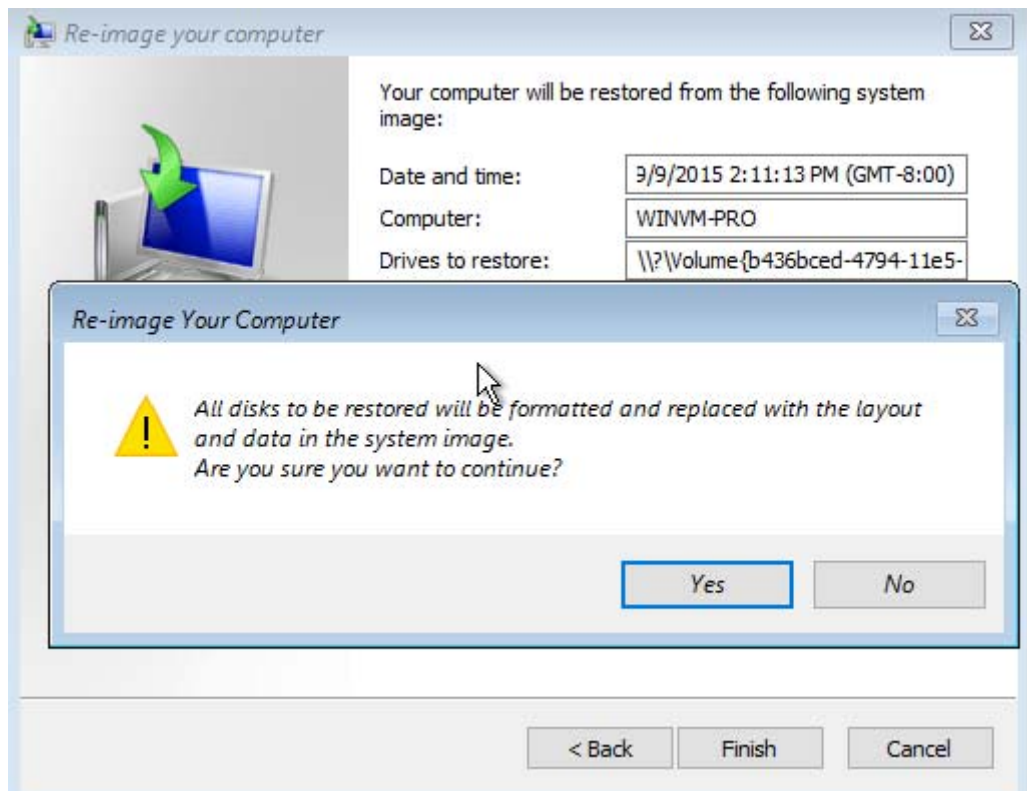 Re-image your computer
Your computer will be restored from the following system
image:
Date and time: 9/9/2015 2:11:13 PM (GMT-8:00)
Computer: WINVM-PRO
Drives to restore: \\?\Volume{b436bced-4794-11e5-
Re-image Your Computer
All disks to be restored will be formatted and replaced with the layout
and data in the system image.
Are you sure you want to continue?
Yes No
< Back Finish Cancel